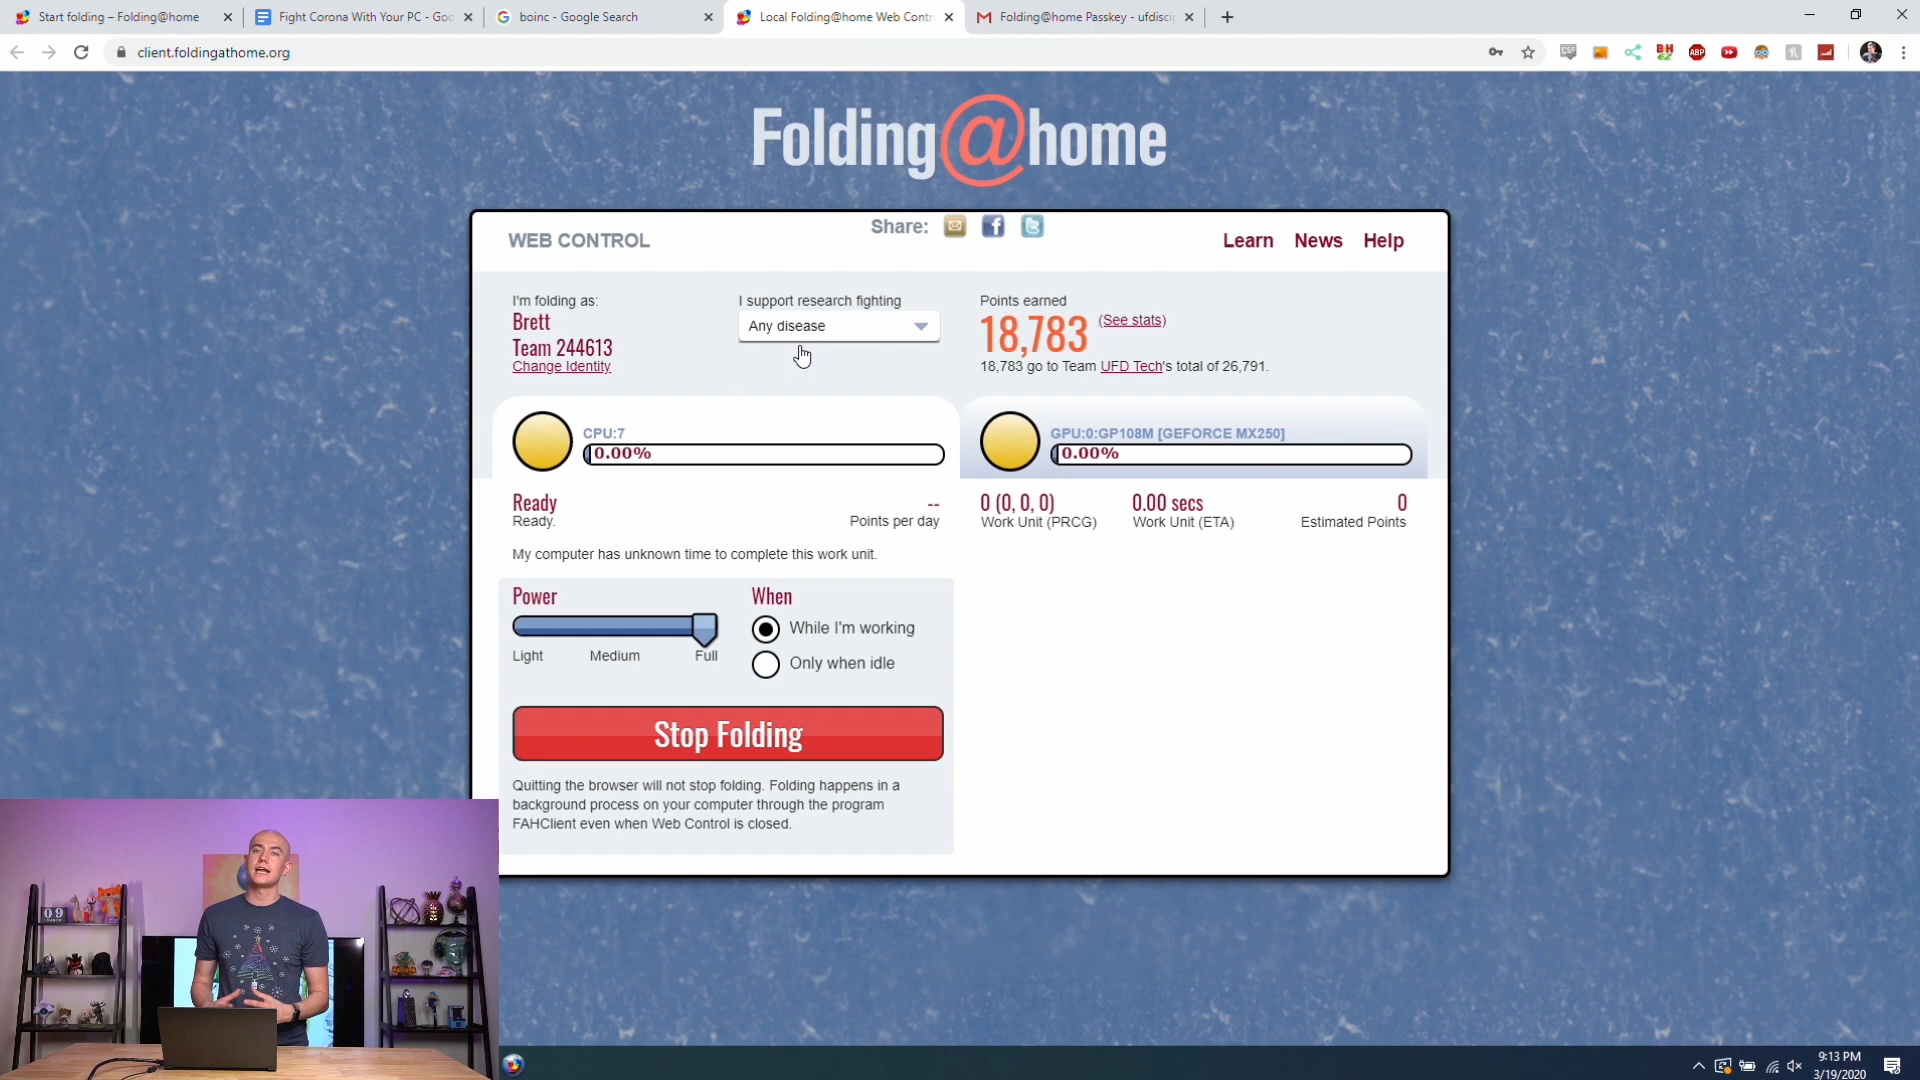 Start folding – Folding@home
Fight Corona With Your PC - Goo
boinc - Google Search
Local Folding@home Web Contr
Folding@home Passkey - ufdisci
client.foldingathome.org
Folding@home
WEB CONTROL
Share:
Learn
News
Help
I'm folding as:
Brett
Team 244613
Change Identity
I support research fighting
Any disease
Points earned
18,783
(See stats)
18,783 go to Team UFD Tech's total of 26,791.
CPU:7
0.00%
GPU:0:GP108M [GEFORCE MX250]
0.00%
Ready
Ready.
--
Points per day
0 (0, 0, 0)
Work Unit (PRCG)
0.00 secs
Work Unit (ETA)
0
Estimated Points
My computer has unknown time to complete this work unit.
Power
Light
Medium
Full
When
While I'm working
Only when idle
Stop Folding
Quitting the browser will not stop folding. Folding happens in a
background process on your computer through the program
FAHClient even when Web Control is closed.
09
9:13 PM
3/19/2020